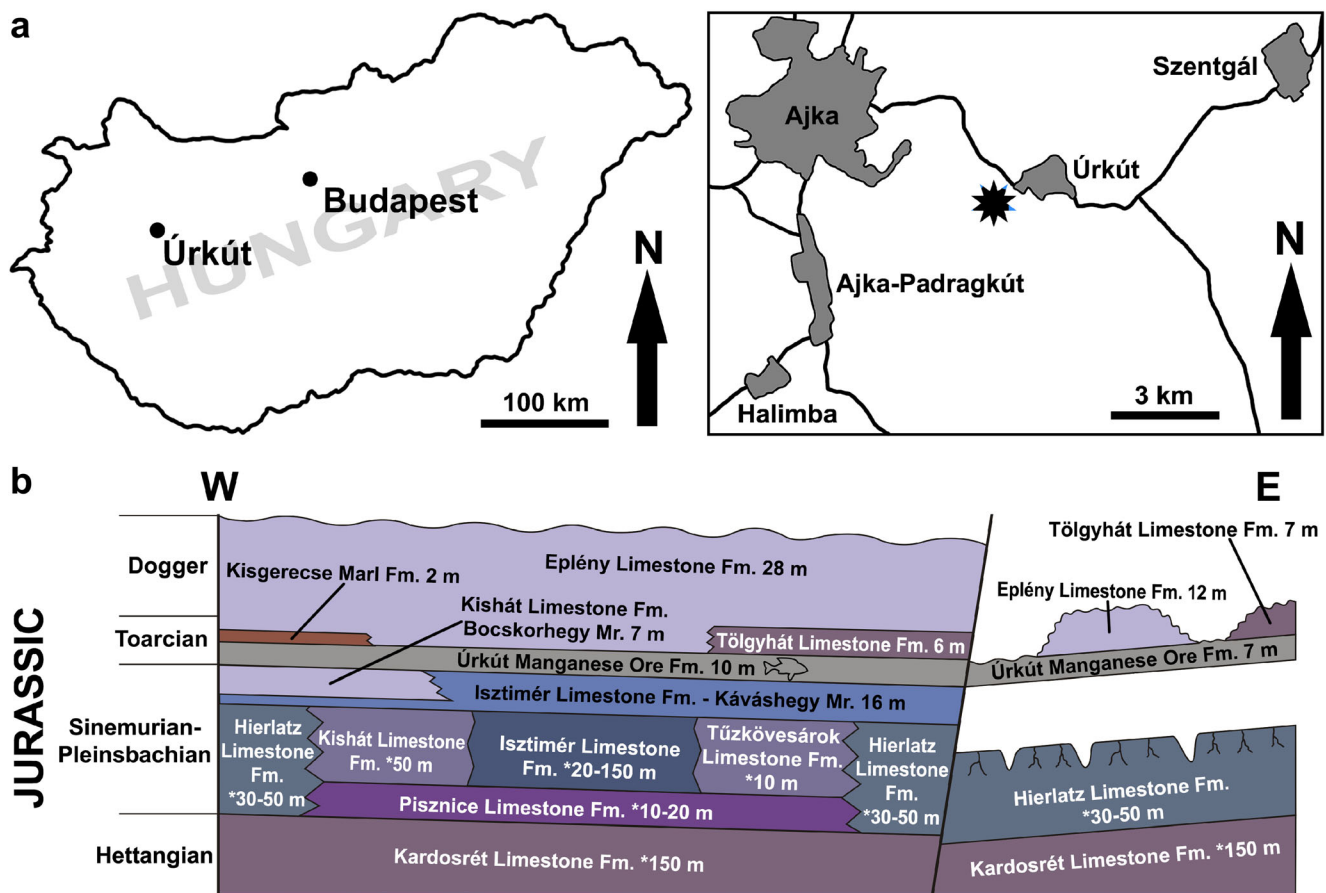 a
HUNGARY
Budapest
Úrkút
N
100 km
Ajka
Szentgál
Úrkút
Ajka-Padragkút
Halimba
N
3 km
b
W
E
JURASSIC
Dogger
Toarcian
Sinemurian-
Pleinsbachian
Hettangian
Eplény Limestone Fm. 28 m
Kisgerecse Marl Fm. 2 m
Kishát Limestone Fm.
Bocskorhegy Mr. 7 m
Tölgyhát Limestone Fm. 6 m
Úrkút Manganese Ore Fm. 10 m
Isztimér Limestone Fm. - Káváshegy Mr. 16 m
Hierlatz
Limestone
Fm.
*30-50 m
Kishát Limestone
Fm. *50 m
Isztimér Limestone
Fm. *20-150 m
Tűzkövesárok
Limestone Fm.
*10 m
Hierlatz
Limestone
Fm.
*30-50 m
Pisznice Limestone Fm. *10-20 m
Kardosrét Limestone Fm. *150 m
Tölgyhát Limestone Fm. 7 m
Eplény Limestone Fm. 12 m
Úrkút Manganese Ore Fm. 7 m
Hierlatz Limestone Fm.
*30-50 m
Kardosrét Limestone Fm. *150 m